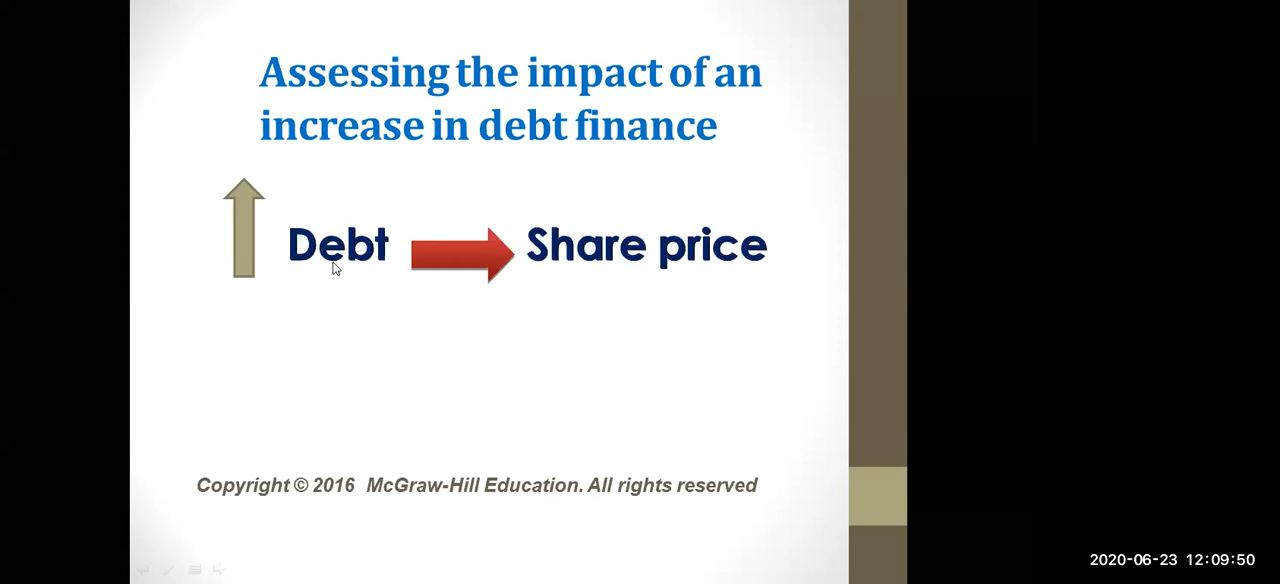 Assessing the impact of an
increase in debt finance
Debt Share price
Copyright © 2016 McGraw-Hill Education. All rights reserved
2020-06-23 12:09:50